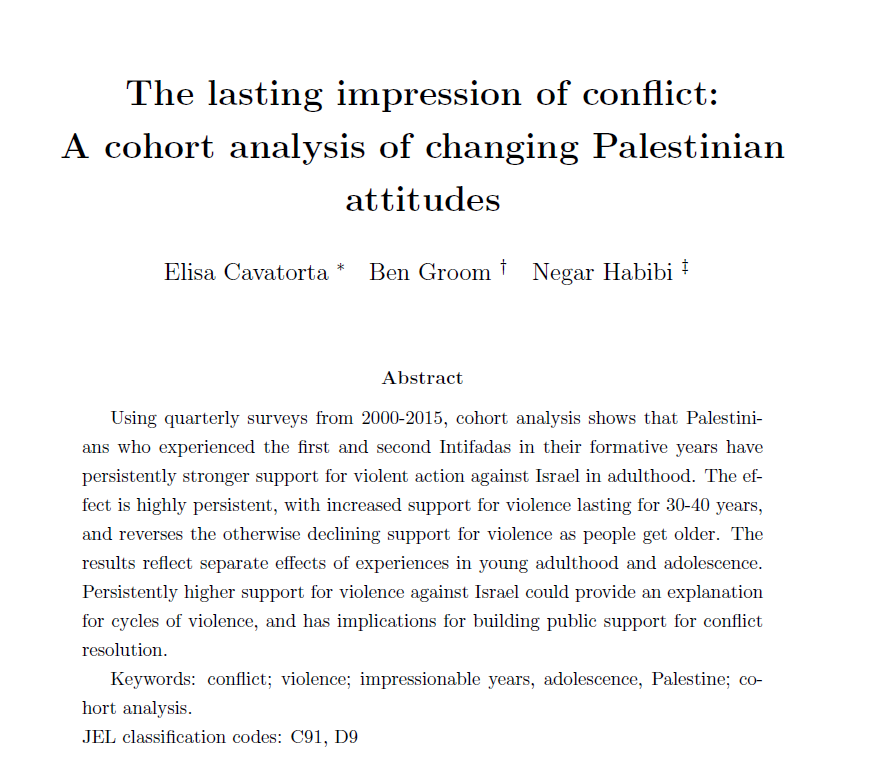 The lasting impression of conflict:
A cohort analysis of changing Palestinian
attitudes
Elisa Cavatorta * Ben Groom † Negar Habibi ‡
Abstract
Using quarterly surveys from 2000-2015, cohort analysis shows that Palestini-
ans who experienced the first and second Intifadas in their formative years have
persistently stronger support for violent action against Israel in adulthood. The ef-
fect is highly persistent, with increased support for violence lasting for 30-40 years,
and reverses the otherwise declining support for violence as people get older. The
results reflect separate effects of experiences in young adulthood and adolescence.
Persistently higher support for violence against Israel could provide an explanation
for cycles of violence, and has implications for building public support for conflict
resolution.
Keywords: conflict; violence; impressionable years, adolescence, Palestine; co-
hort analysis.
JEL classification codes: C91, D9